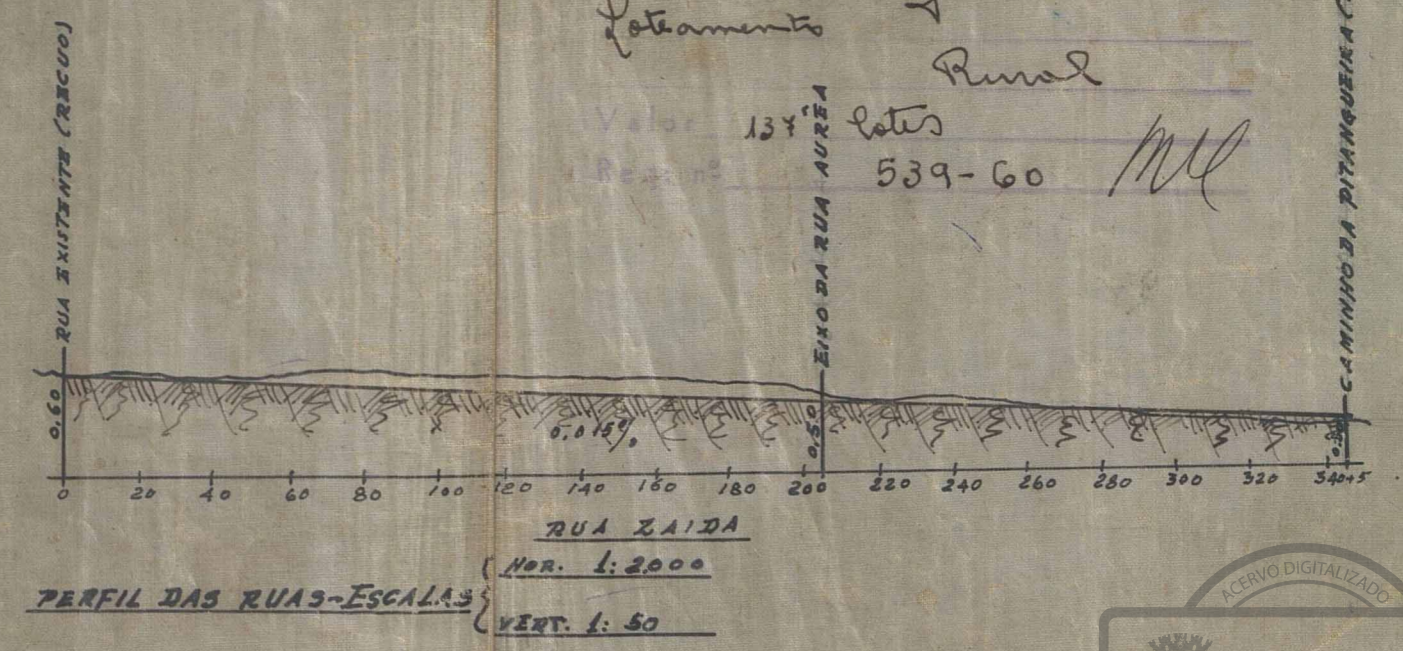 Loteamento
Rural
Valor
137 lotes
Reg. nº
539-60
RUA EXISTENTE (RECUO)
EIXO DA RUA AUREA
CAMINHO DA PITANGUEIRA
0,60
0,015%
0,50
0 20 40 60 80 100 120 140 160 180 200 220 240 260 280 300 320 340+5
RUA ZAIDA
PERFIL DAS RUAS-ESCALAS
HOR. 1:2000
VERT. 1:50
ACERVO DIGITALIZADO